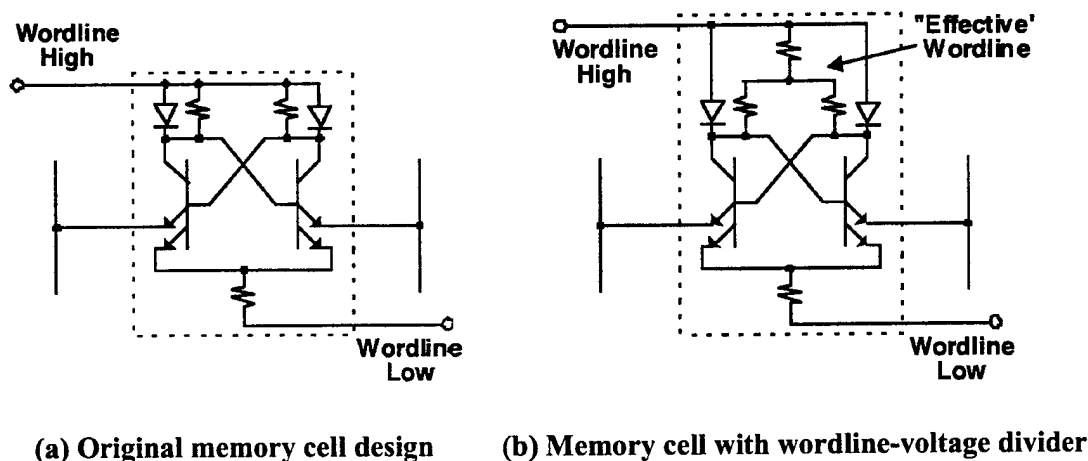 Wordline
High
Wordline
Low
(a) Original memory cell design
Wordline
High
"Effective'
Wordline
Wordline
Low
(b) Memory cell with wordline-voltage divider